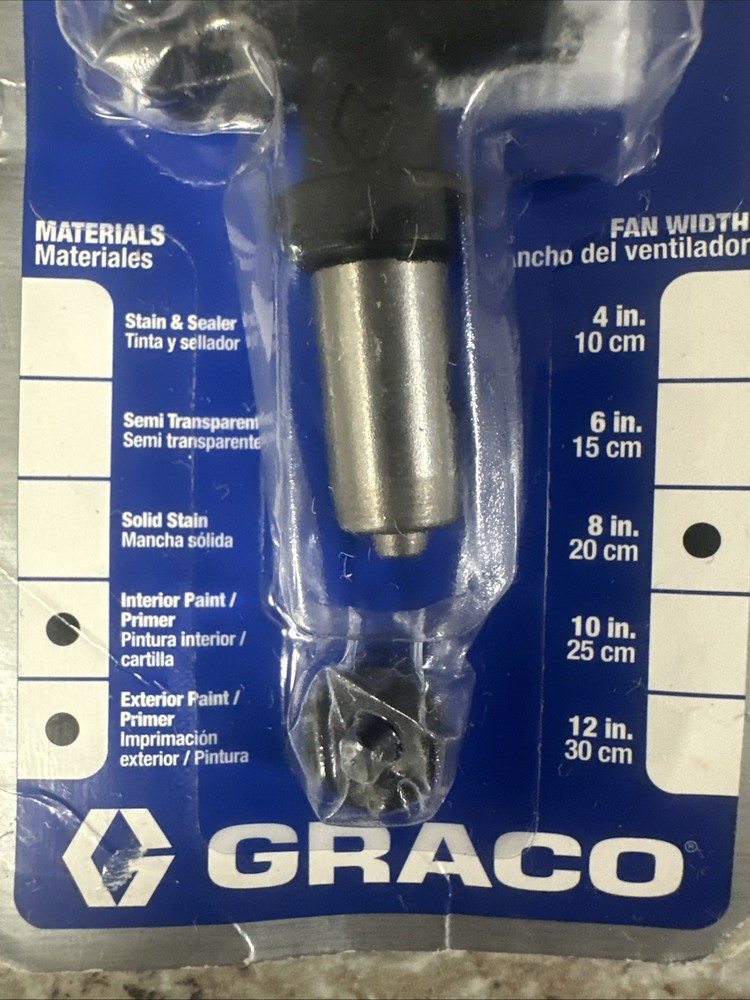 MATERIALS
Materiales
Stain & Sealer
Tinta y sellador
Semi Transparent
Semi transparente
Solid Stain
Mancha sólida
Interior Paint /
Primer
Pintura interior /
cartilla
Exterior Paint /
Primer
Imprimación
exterior / Pintura
FAN WIDTH
ncho del ventilador
4 in.
10 cm
6 in.
15 cm
8 in.
20 cm
10 in.
25 cm
12 in.
30 cm
GRACO®